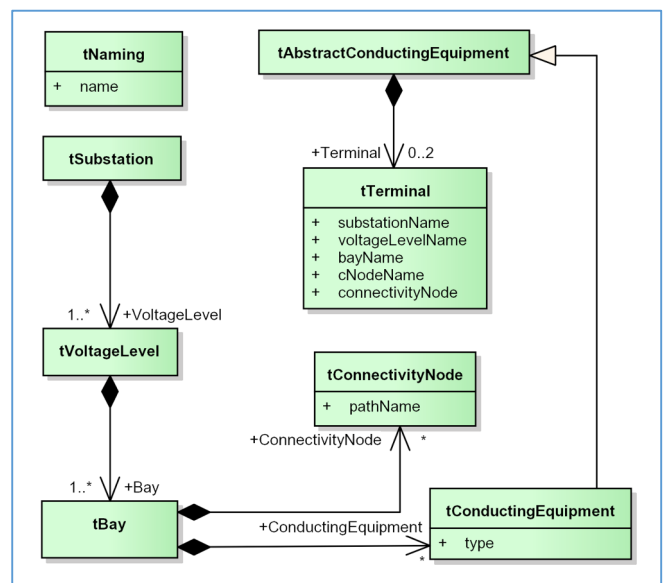 tNaming
+ name
tAbstractConductingEquipment
tSubstation
+Terminal 0..2
tTerminal
+ substationName
+ voltageLevelName
+ bayName
+ cNodeName
+ connectivityNode
1..* +VoltageLevel
tVoltageLevel
tConnectivityNode
+ pathName
+ConnectivityNode *
1..* +Bay
tBay
+ConductingEquipment
*
tConductingEquipment
+ type